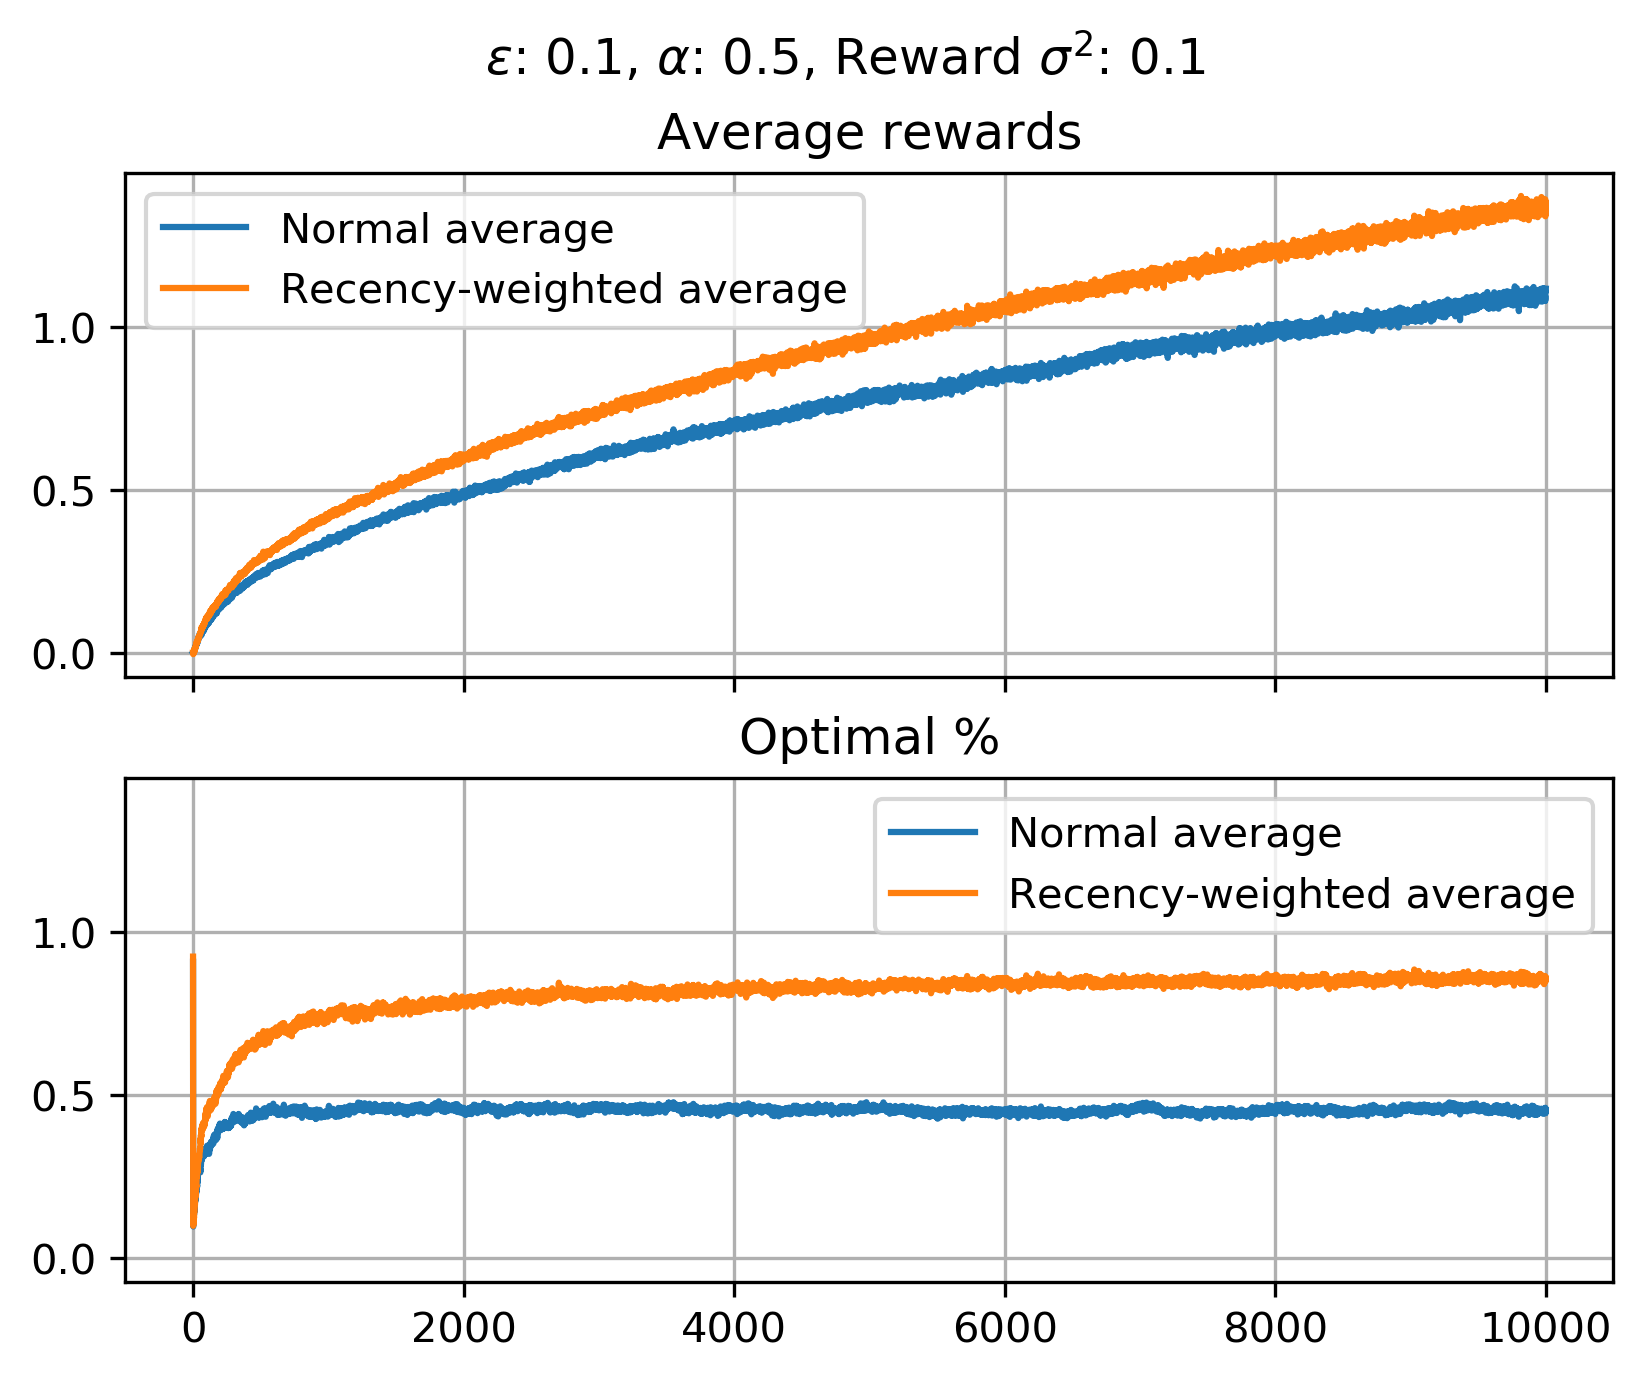 ε: 0.1, α: 0.5, Reward σ²: 0.1
Average rewards
Normal average
Recency-weighted average
1.0
0.5
0.0
Optimal %
Normal average
Recency-weighted average
1.0
0.5
0.0
0 2000 4000 6000 8000 10000